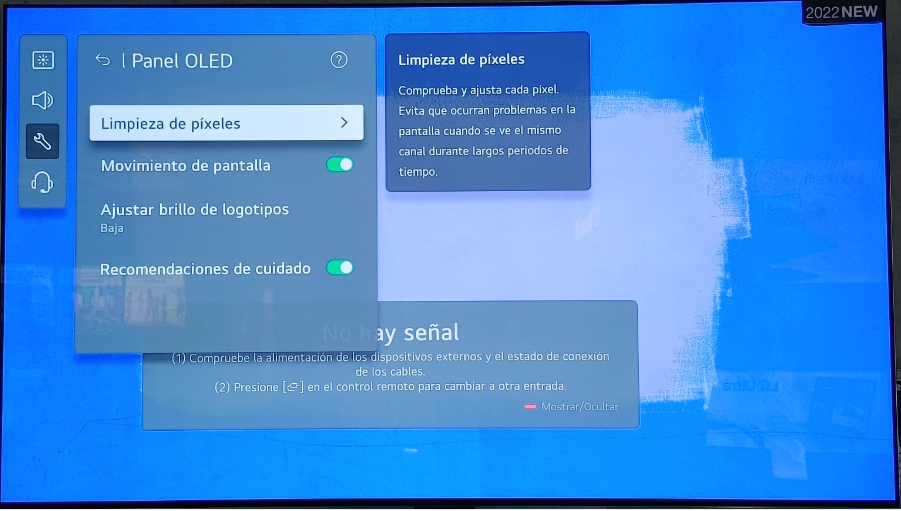 2022 NEW
Panel OLED
?
Limpieza de píxeles
Movimiento de pantalla
Ajustar brillo de logotipos
Baja
Recomendaciones de cuidado
Limpieza de píxeles
Comprueba y ajusta cada píxel.
Evita que ocurran problemas en la
pantalla cuando se ve el mismo
canal durante largos periodos de
tiempo.
No hay señal
(1) Compruebe la alimentación de los dispositivos externos y el estado de conexión
de los cables.
(2) Presione [ ] en el control remoto para cambiar a otra entrada.
Mostrar/Ocultar